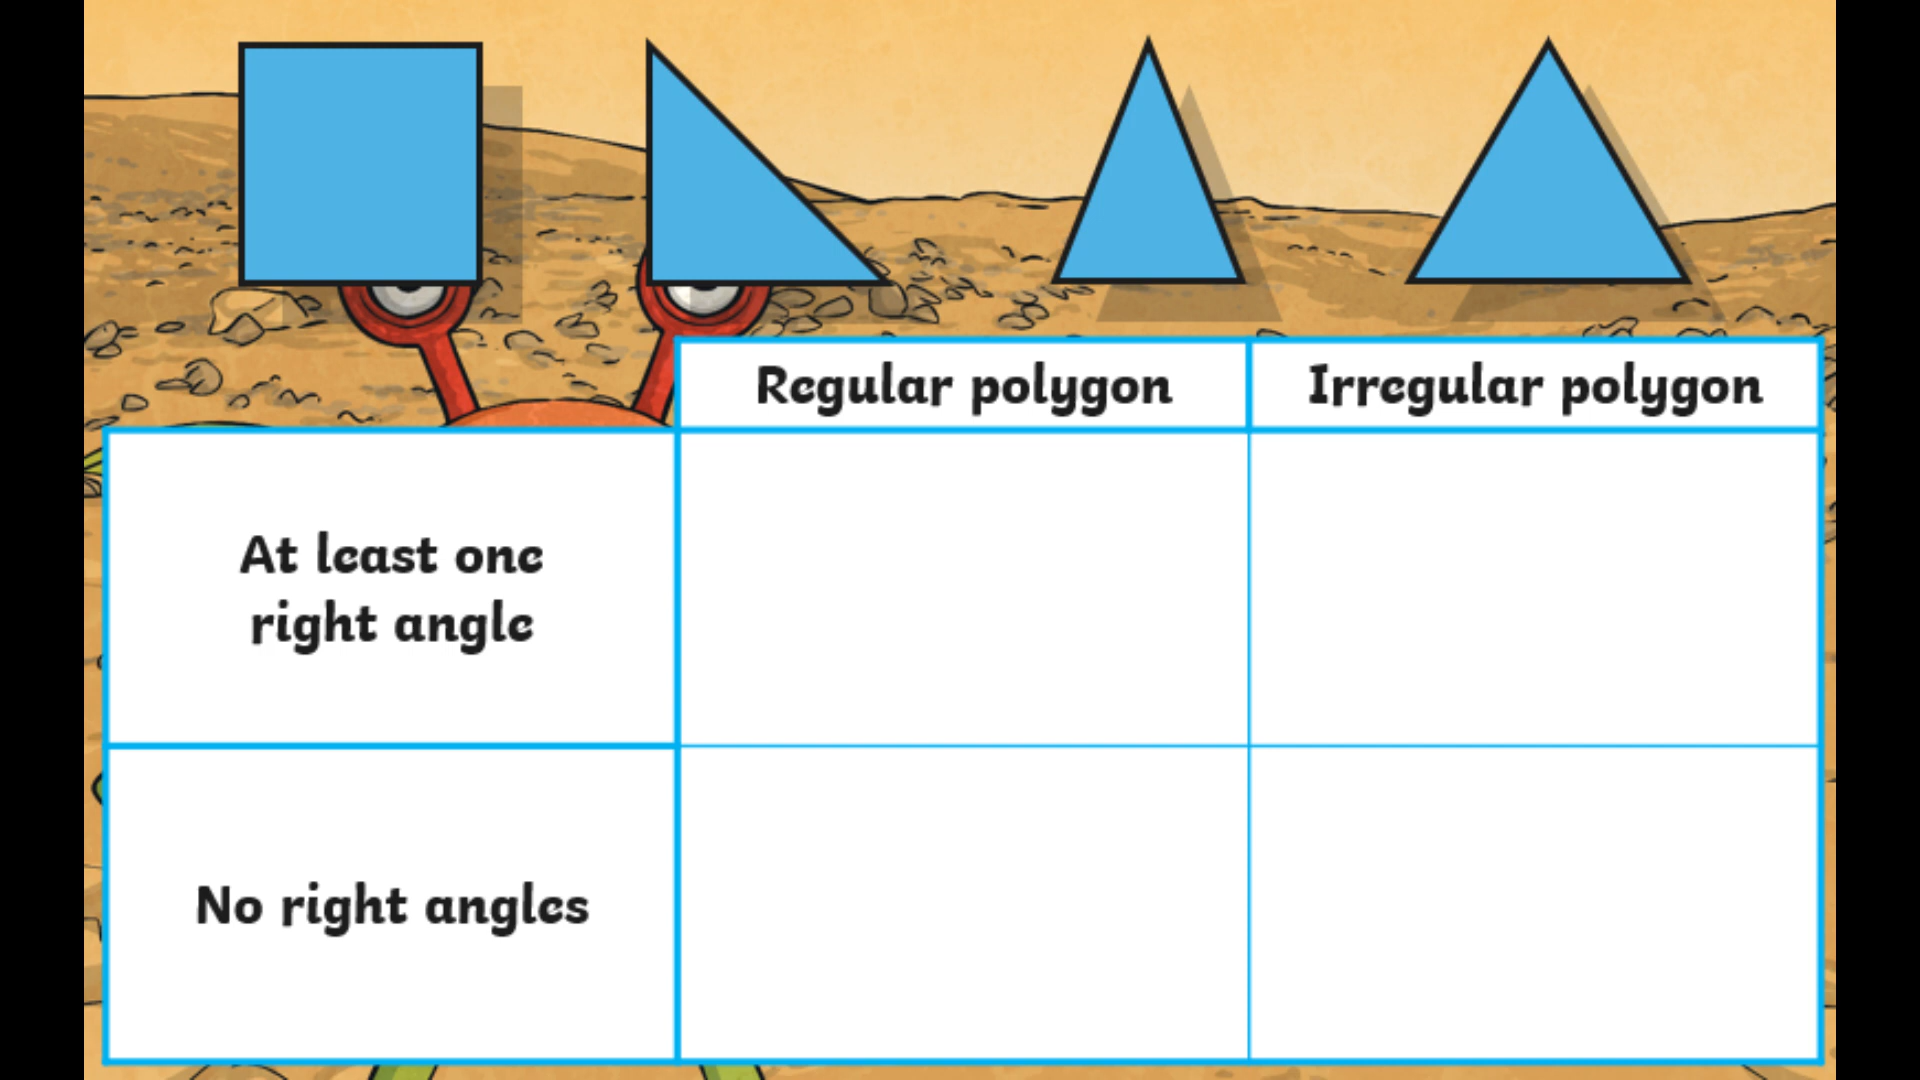 Regular polygon
Irregular polygon
At least one
right angle
No right angles